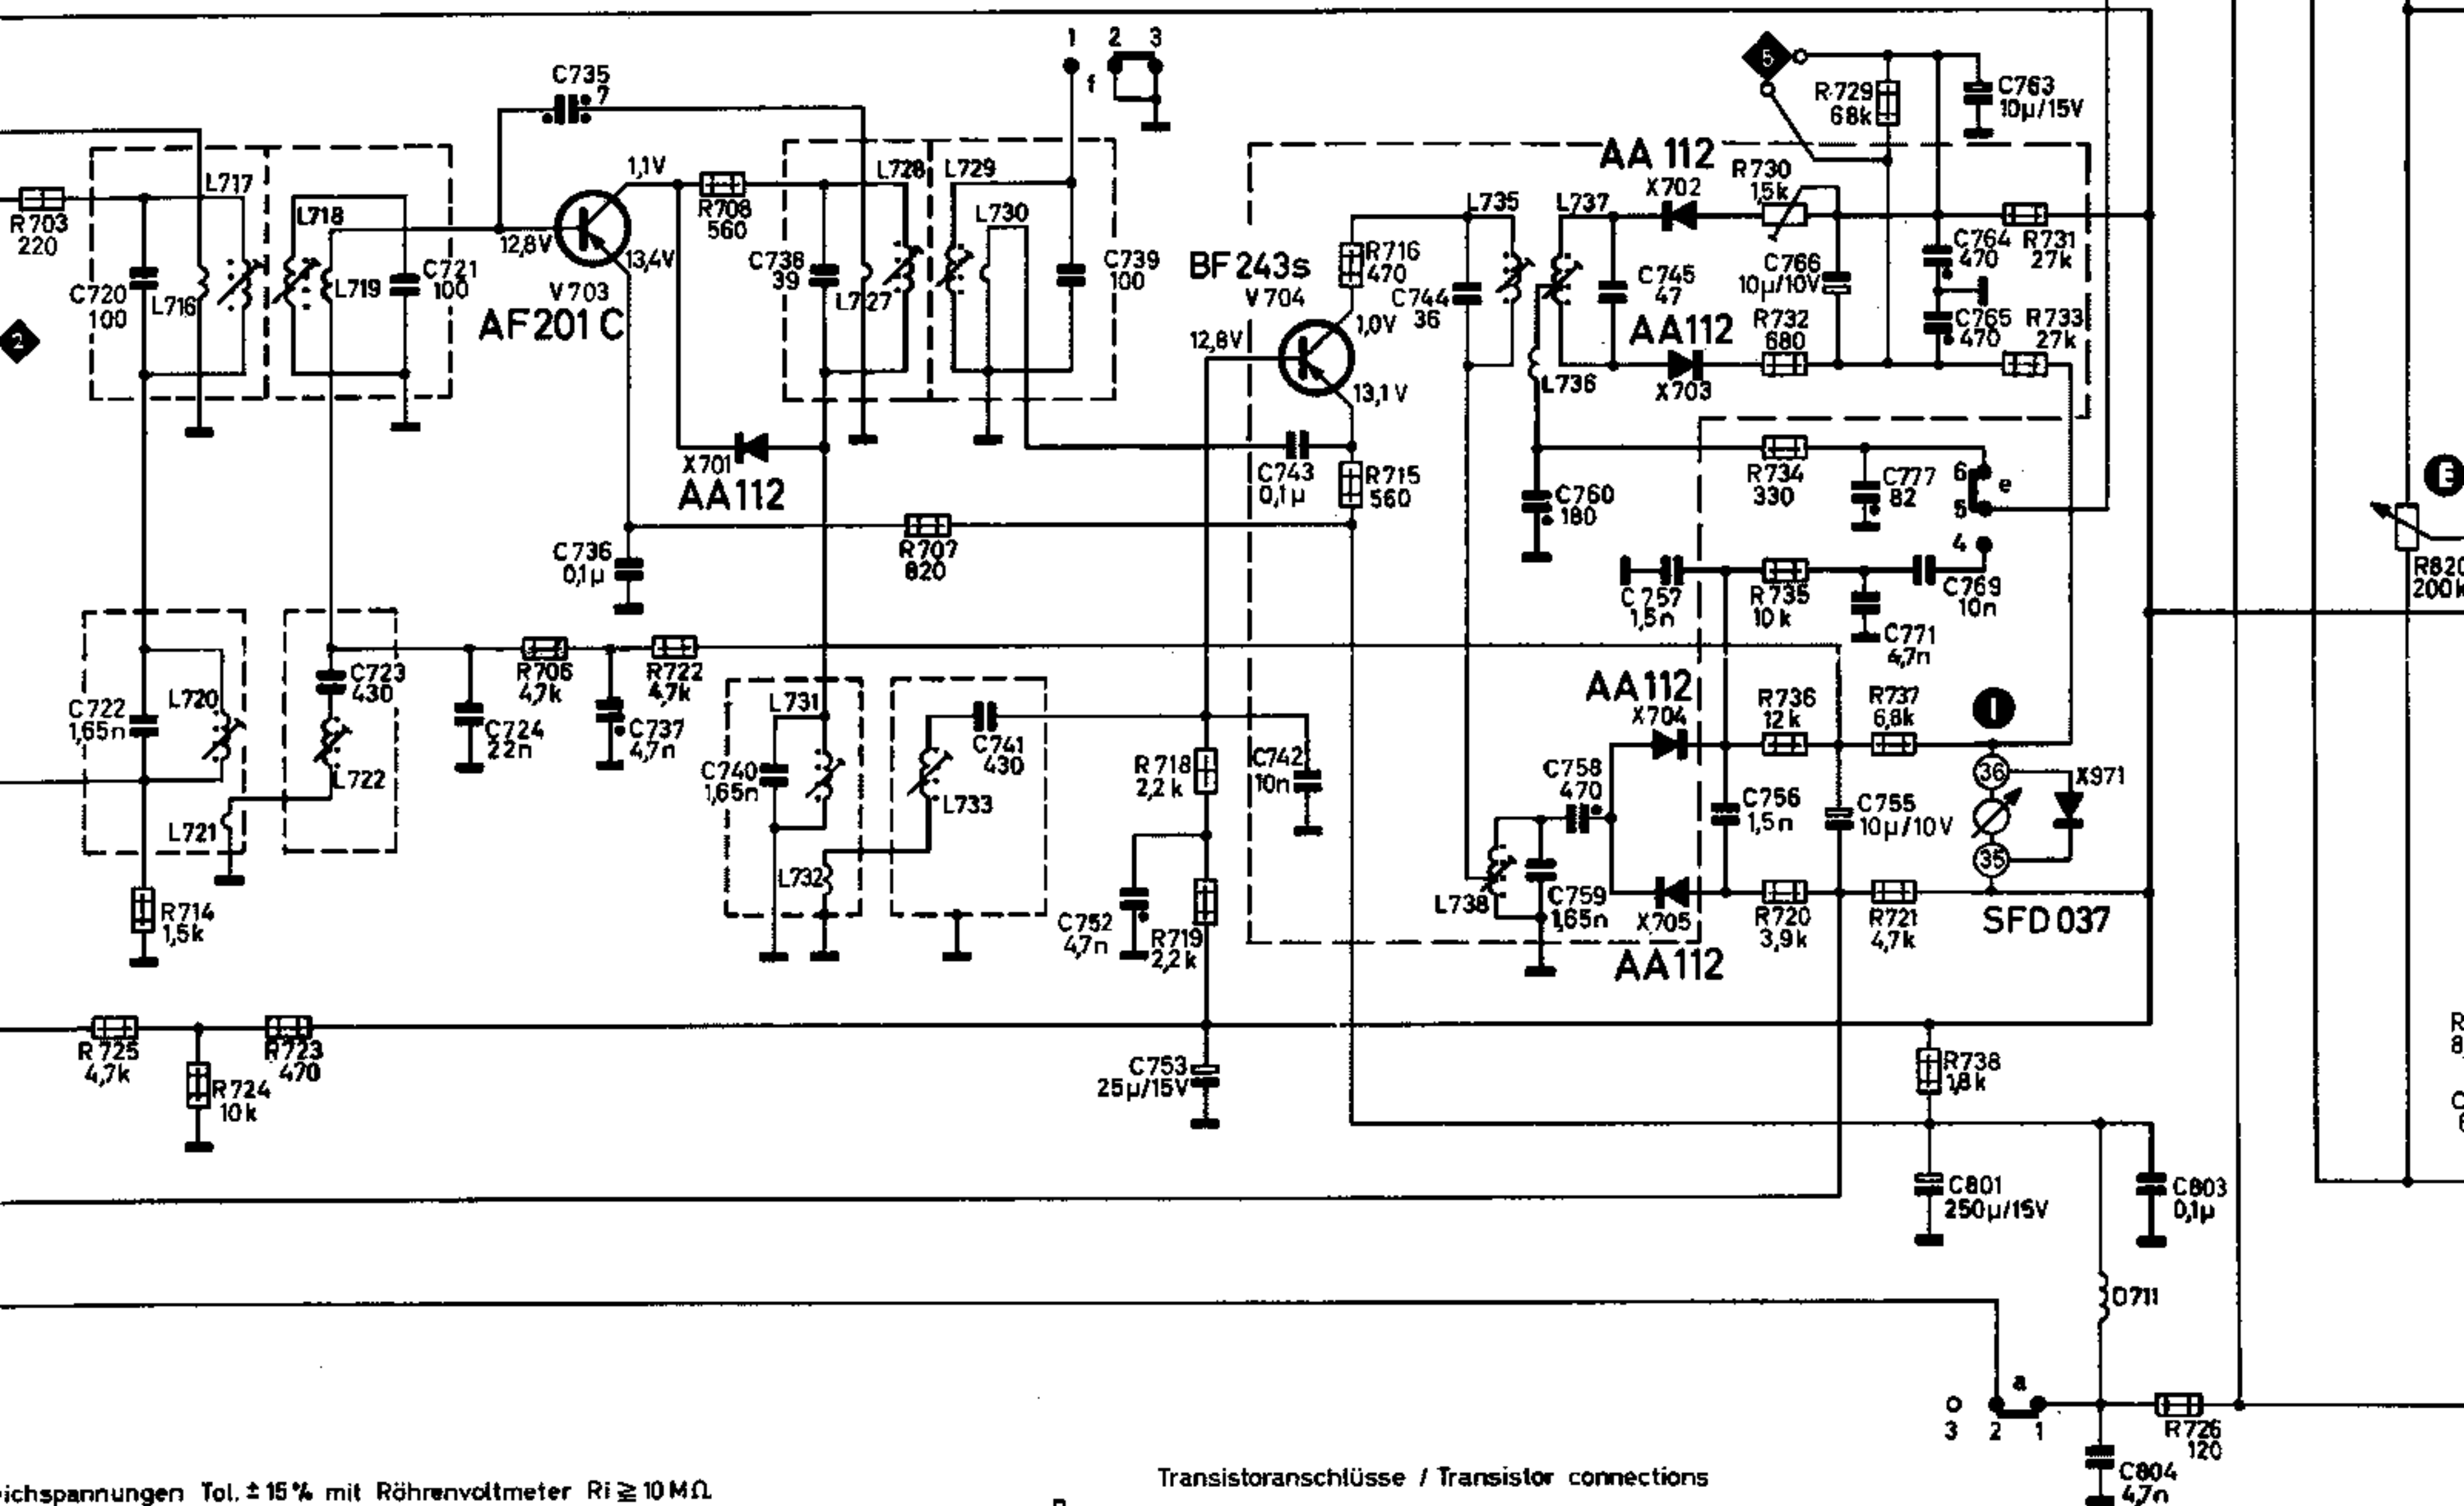 1 2 3
f
5
C735
7
C763
10µ/15V
R729
68k
AA 112
X702
R730
1,5k
1,1V
L717
L728
L729
R703
220
L718
R708
560
L730
L735
L737
12,8V
13,4V
C720
100
L716
L719
C721
100
V703
AF201C
C738
39
L727
C739
100
BF243s
V704
R716
470
C744
36
C745
47
C766
10µ/10V
C764
470
R731
27k
2
12,8V
1,0V
AA112
X703
R732
680
C765
470
R733
27k
L736
13,1V
X701
AA112
C743
0,1µ
R715
560
R734
330
C777
82
6
e
5
4
E
C760
180
C736
0,1µ
R707
820
C757
1,5n
R735
10k
C769
10n
R820
200k
C771
4,7n
C723
430
R706
4,7k
R722
4,7k
C722
1,65n
L720
L722
C724
22n
C737
4,7n
L731
C741
430
AA112
X704
R736
12k
R737
6,8k
I
C740
1,65n
L733
R718
2,2k
C742
10n
C758
470
C756
1,5n
C755
10µ/10V
36
X971
35
L721
L732
L738
C759
1,65n
X705
AA112
R720
3,9k
R721
4,7k
SFD037
R714
1,5k
C752
4,7n
R719
2,2k
R725
4,7k
R723
470
R724
10k
C753
25µ/15V
R738
1,8k
R
8
C801
250µ/15V
C803
0,1µ
D711
a
3 2 1
R726
120
C804
4,7n
ichspannungen Tol. ± 15% mit Röhrenvoltmeter Ri ≧ 10 MΩ
Transistoranschlüsse / Transistor connections